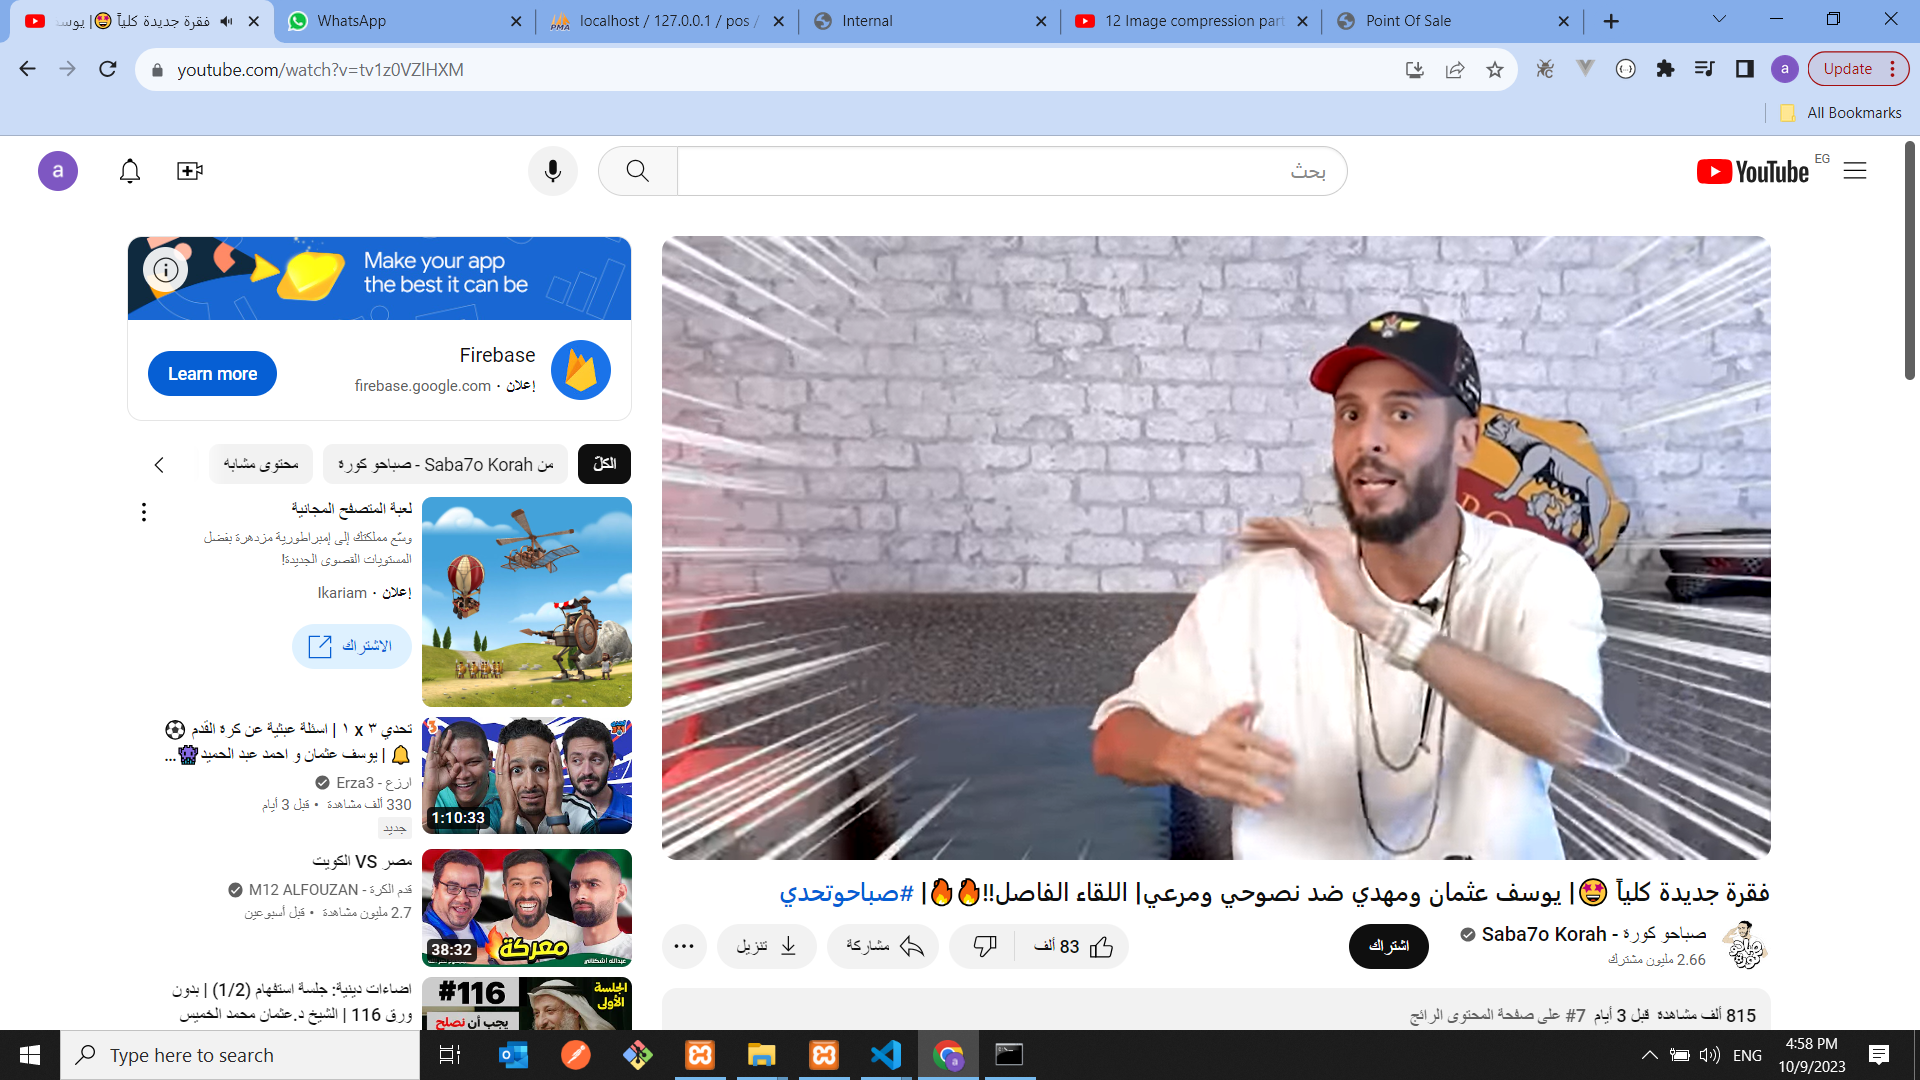 فقرة جديدة كلياً 🤩| يوسف
WhatsApp
localhost / 127.0.0.1 / pos /
Internal
12 Image compression part
Point Of Sale
youtube.com/watch?v=tv1z0VZlHXM
a
Update
All Bookmarks
a
بحث
YouTube
EG
Make your app
the best it can be
Firebase
إعلان · firebase.google.com
Learn more
الكلّ
من Saba7o Korah - صباحو كورة
محتوى مشابه
لعبة المتصفح المجانية
وسّع مملكتك إلى إمبراطورية مزدهرة بفضل
المستويات القصوى الجديدة!
إعلان · Ikariam
الاشتراك
تحدي ٣ x ١ | اسئلة عبثية عن كرة القدم ⚽
🔔 | يوسف عثمان و احمد عبد الحميد 👾...
ارزع - Erza3
330 ألف مشاهدة • قبل 3 أيام
جديد
1:10:33
مصر VS الكويت
قدم الكرة - M12 ALFOUZAN
2.7 مليون مشاهدة • قبل أسبوعين
معركة
عبدالله اشكناني
38:32
اضاءات دينية: جلسة استفهام (1/2) | بدون
ورق 116 | الشيخ د.عثمان محمد الخميس
#116
الجلسة
الأولى
يجب أن نصلح
RO
فقرة جديدة كلياً 🤩| يوسف عثمان ومهدي ضد نصوحي ومرعي| اللقاء الفاصل!!🔥🔥| #صباحوتحدي
صباحو كورة - Saba7o Korah
2.66 مليون مشترك
اشتراك
83 ألف
مشاركة
تنزيل
815 ألف مشاهدة قبل 3 أيام #7 على صفحة المحتوى الرائج
Type here to search
a
ENG
4:58 PM
10/9/2023